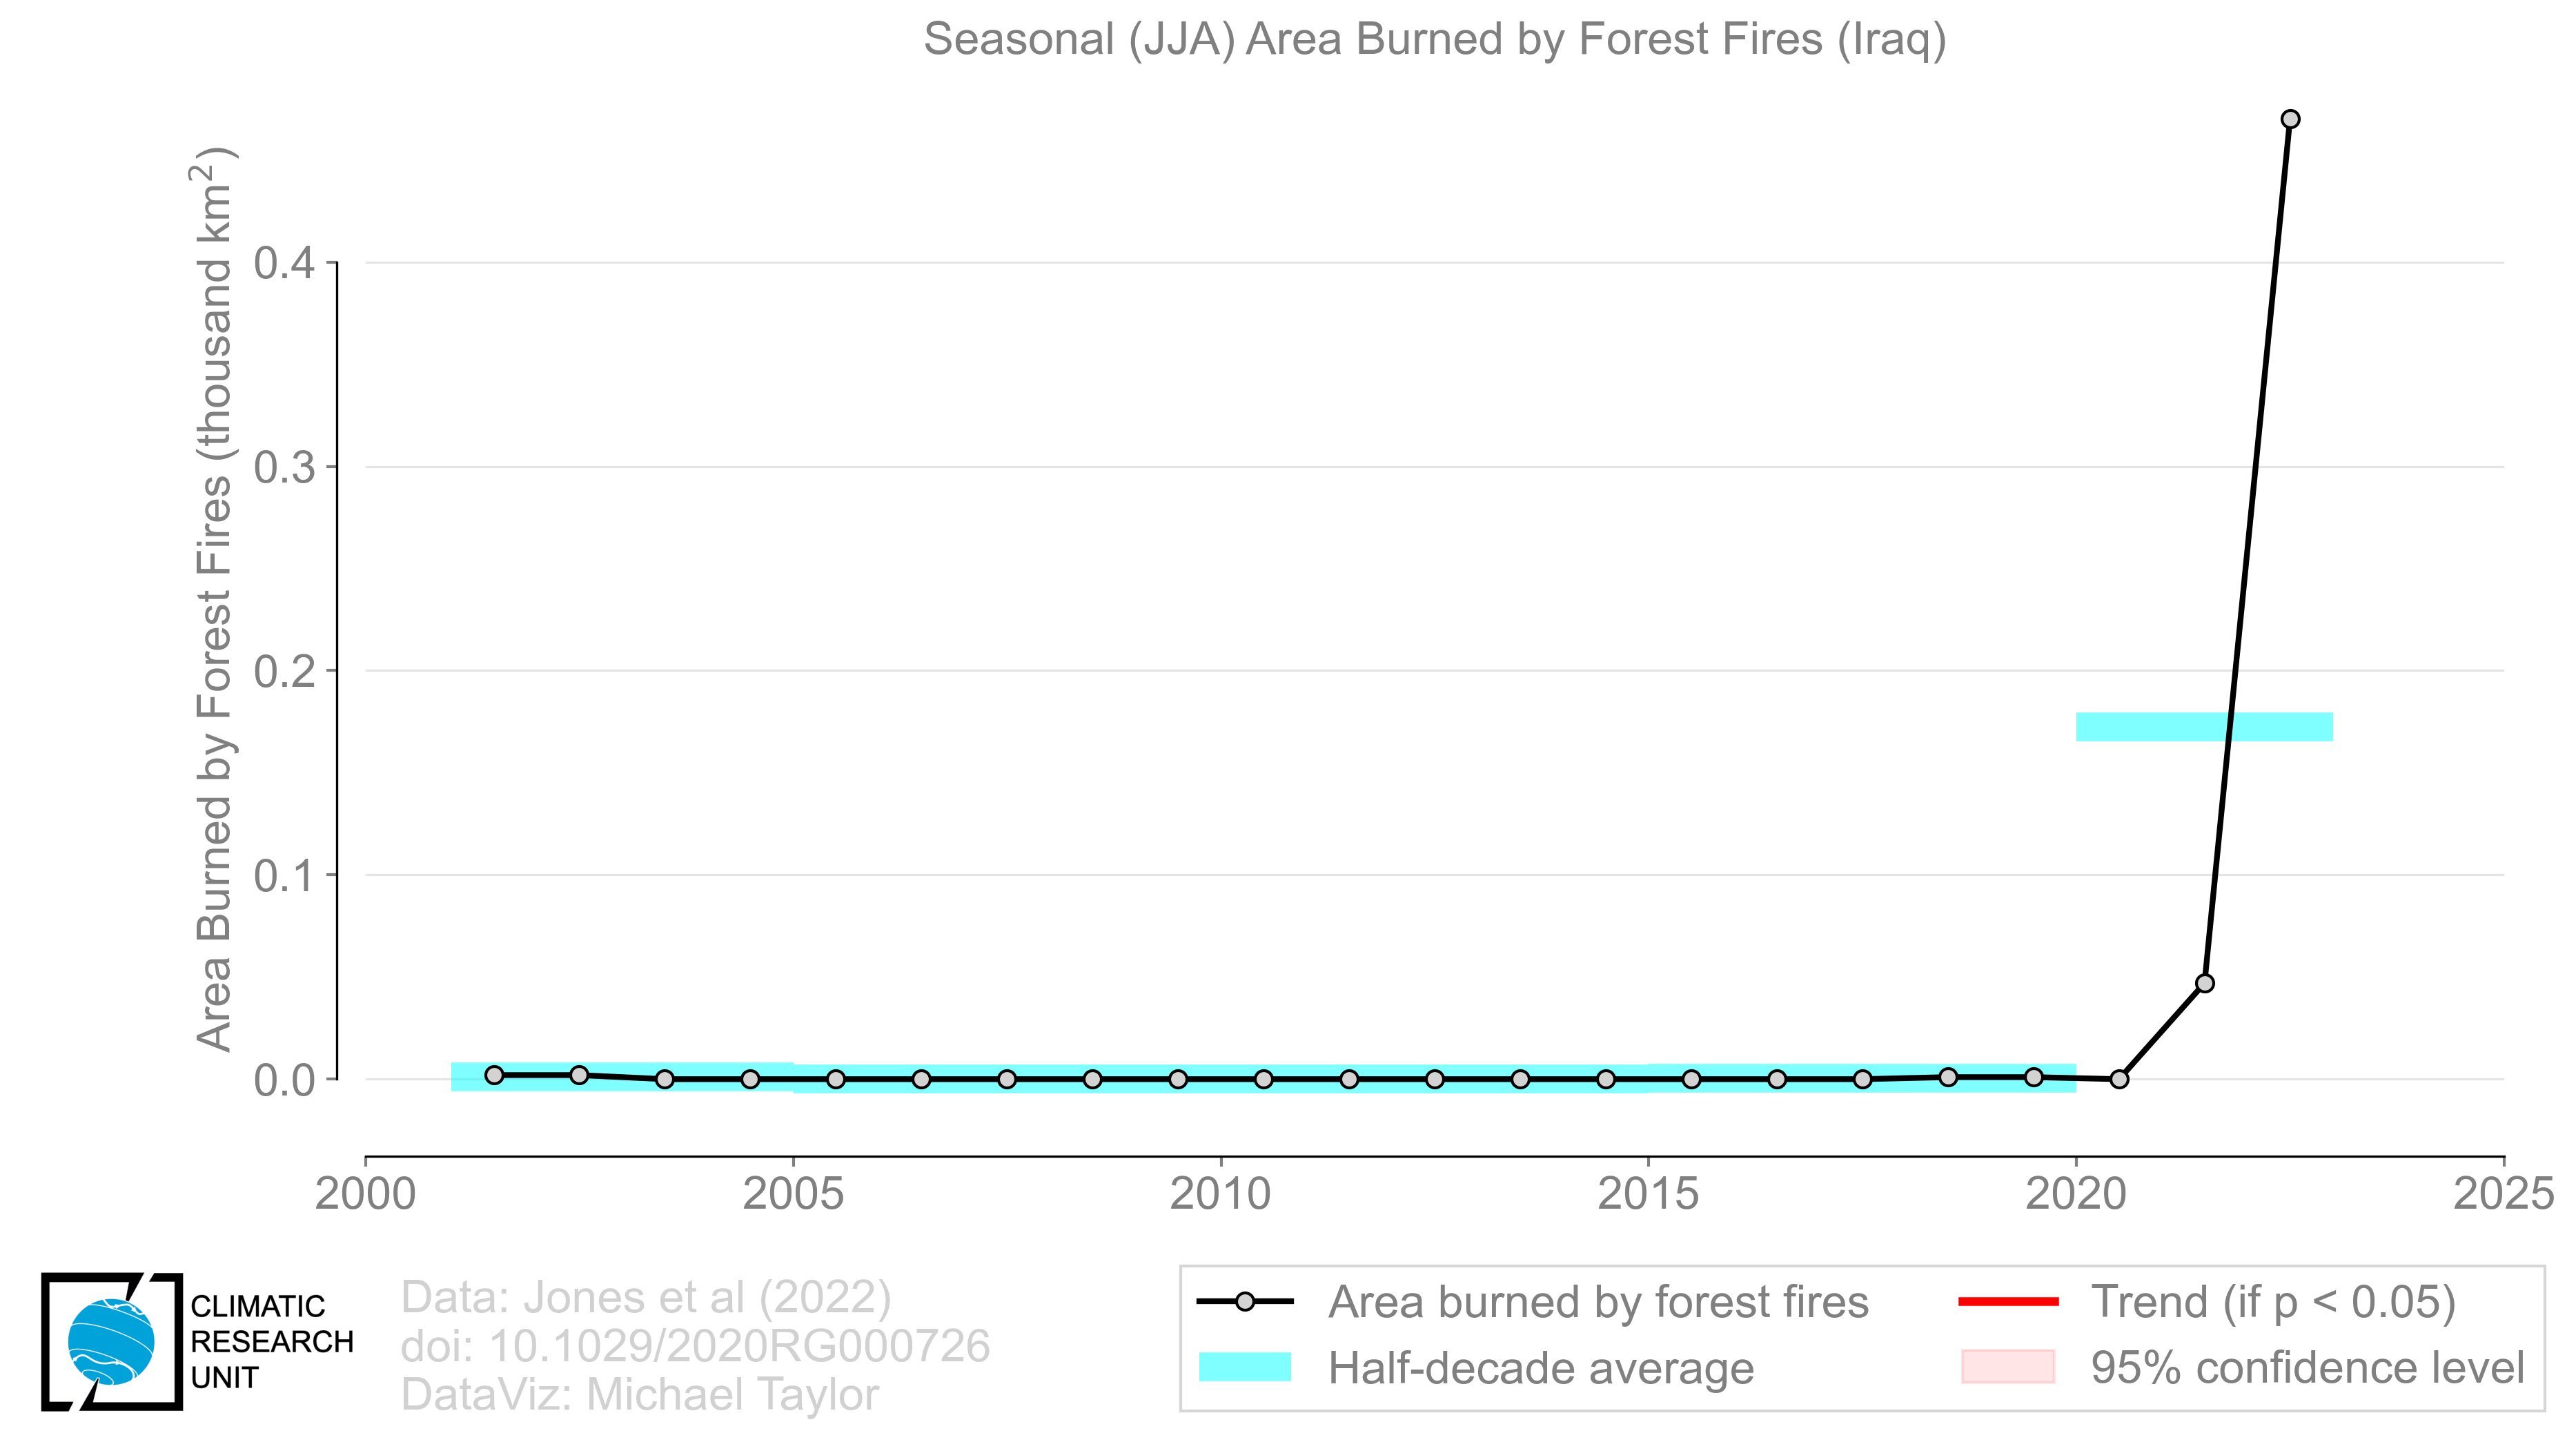 Seasonal (JJA) Area Burned by Forest Fires (Iraq)
Area Burned by Forest Fires (thousand km²)
0.4
0.3
0.2
0.1
0.0
2000 2005 2010 2015 2020 2025
CLIMATIC
RESEARCH
UNIT
Data: Jones et al (2022)
doi: 10.1029/2020RG000726
DataViz: Michael Taylor
Area burned by forest fires
Half-decade average
Trend (if p < 0.05)
95% confidence level